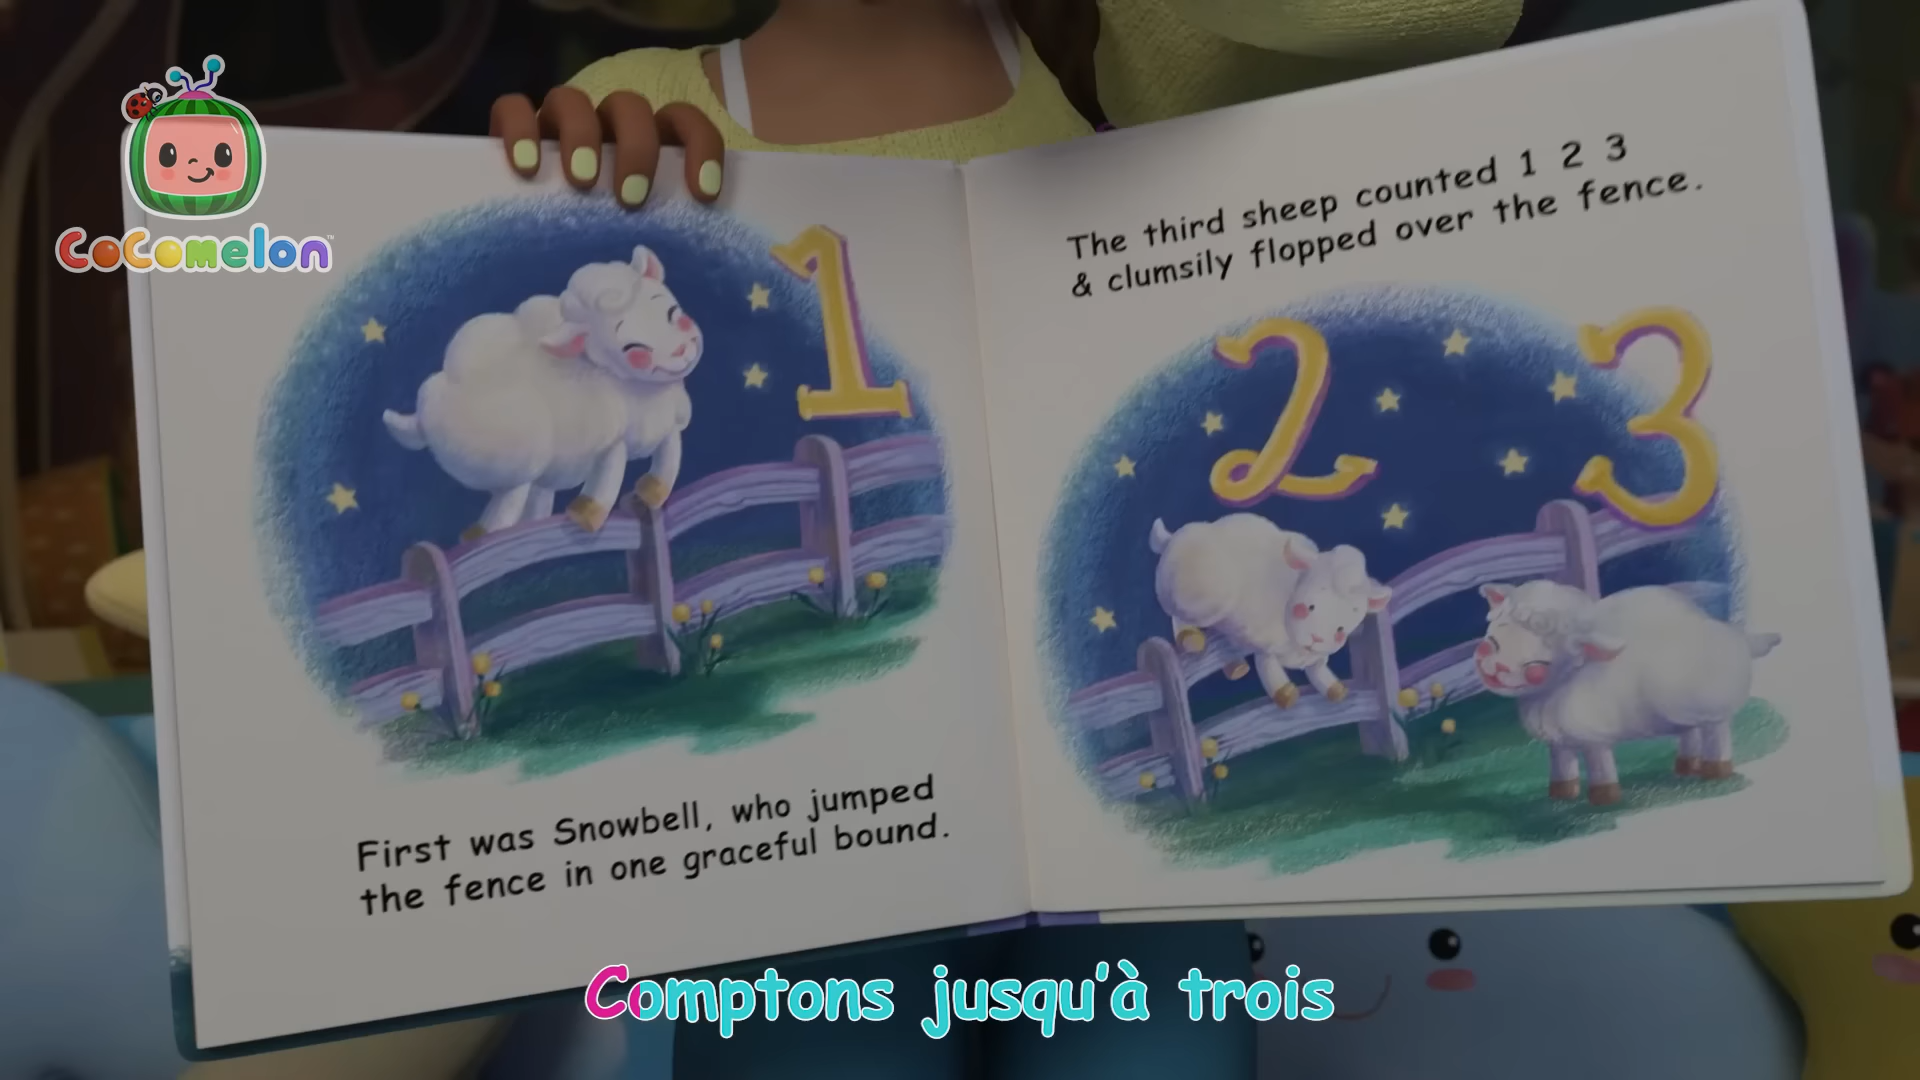 CoCoMelon™
1
First was Snowbell, who jumped
the fence in one graceful bound.
The third sheep counted 1 2 3
& clumsily flopped over the fence.
2 3
Comptons jusqu'à trois